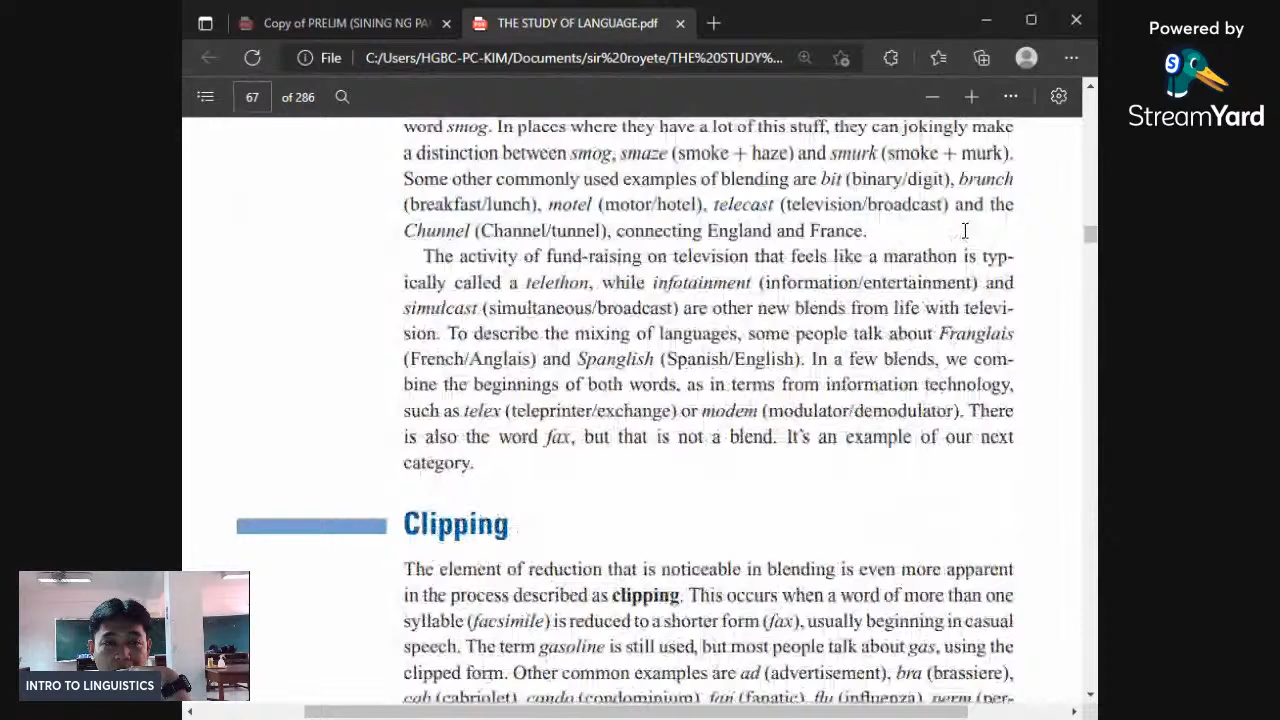 Copy of PRELIM (SINING NG PA
THE STUDY OF LANGUAGE.pdf
Powered by
S
StreamYard
File
C:/Users/HGBC-PC-KIM/Documents/sir%20royete/THE%20STUDY%...
67
of 286
word smog. In places where they have a lot of this stuff, they can jokingly make
a distinction between smog, smaze (smoke + haze) and smurk (smoke + murk).
Some other commonly used examples of blending are bit (binary/digit), brunch
(breakfast/lunch), motel (motor/hotel), telecast (television/broadcast) and the
Chunnel (Channel/tunnel), connecting England and France.
The activity of fund-raising on television that feels like a marathon is typ-
ically called a telethon, while infotainment (information/entertainment) and
simulcast (simultaneous/broadcast) are other new blends from life with televi-
sion. To describe the mixing of languages, some people talk about Franglais
(French/Anglais) and Spanglish (Spanish/English). In a few blends, we com-
bine the beginnings of both words, as in terms from information technology,
such as telex (teleprinter/exchange) or modem (modulator/demodulator). There
is also the word fax, but that is not a blend. It's an example of our next
category.
Clipping
The element of reduction that is noticeable in blending is even more apparent
in the process described as clipping. This occurs when a word of more than one
syllable (facsimile) is reduced to a shorter form (fax), usually beginning in casual
speech. The term gasoline is still used, but most people talk about gas, using the
clipped form. Other common examples are ad (advertisement), bra (brassiere),
cab (cabriolet), condo (condominium), fan (fanatic), flu (influenza), perm (per-
INTRO TO LINGUISTICS